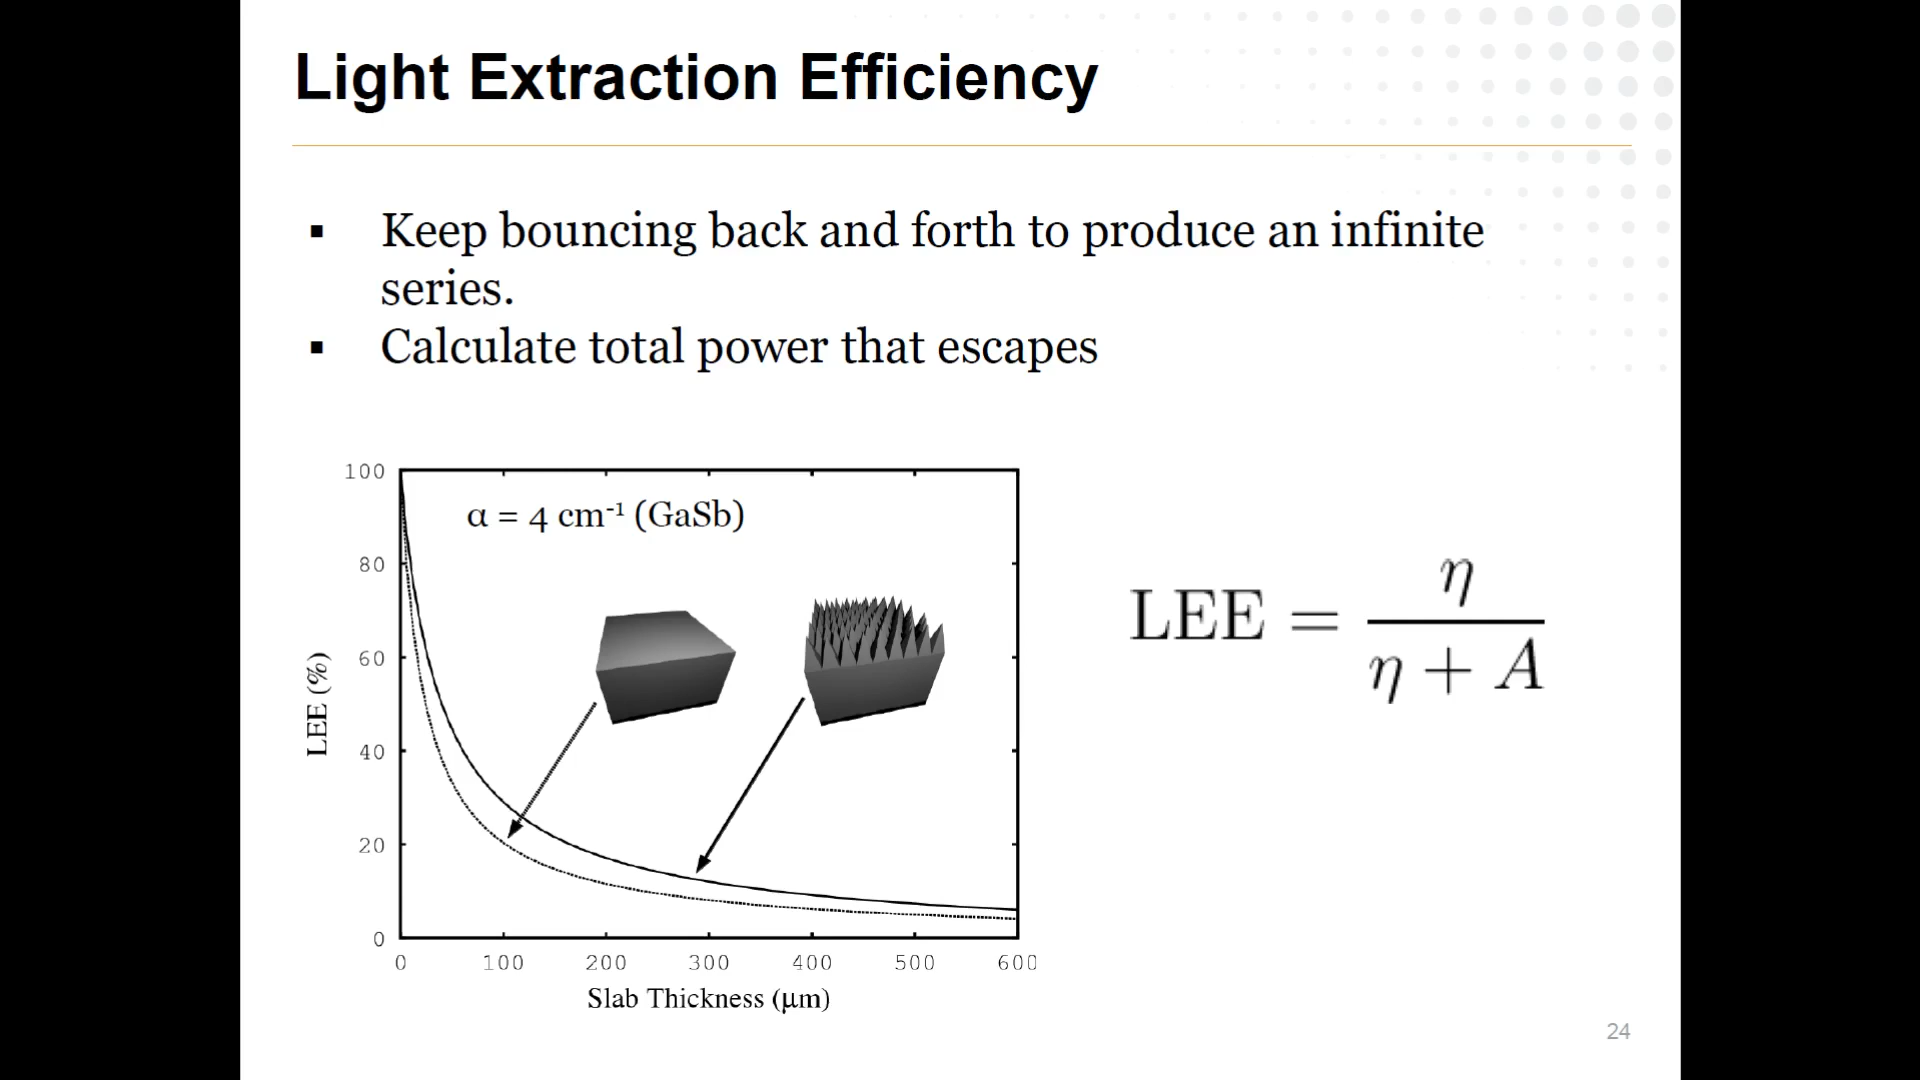 Light Extraction Efficiency
▪ Keep bouncing back and forth to produce an infinite
series.
▪ Calculate total power that escapes
α = 4 cm⁻¹ (GaSb)
100
80
60
40
20
0
LEE (%)
0 100 200 300 400 500 600
Slab Thickness (μm)
LEE = η / (η + A)
24